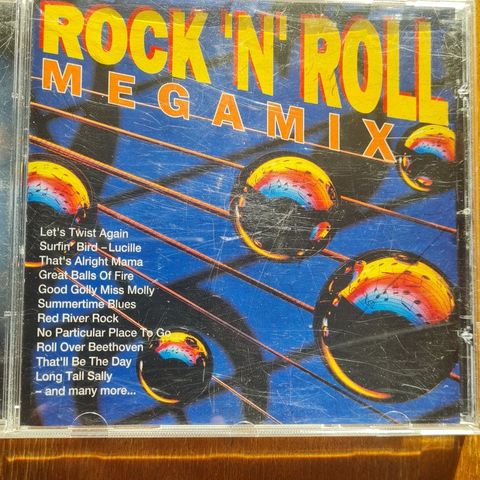 ROCK 'N' ROLL
MEGAMIX
Let's Twist Again
Surfin' Bird – Lucille
That's Alright Mama
Great Balls Of Fire
Good Golly Miss Molly
Summertime Blues
Red River Rock
No Particular Place To Go
Roll Over Beethoven
That'll Be The Day
Long Tall Sally
– and many more...